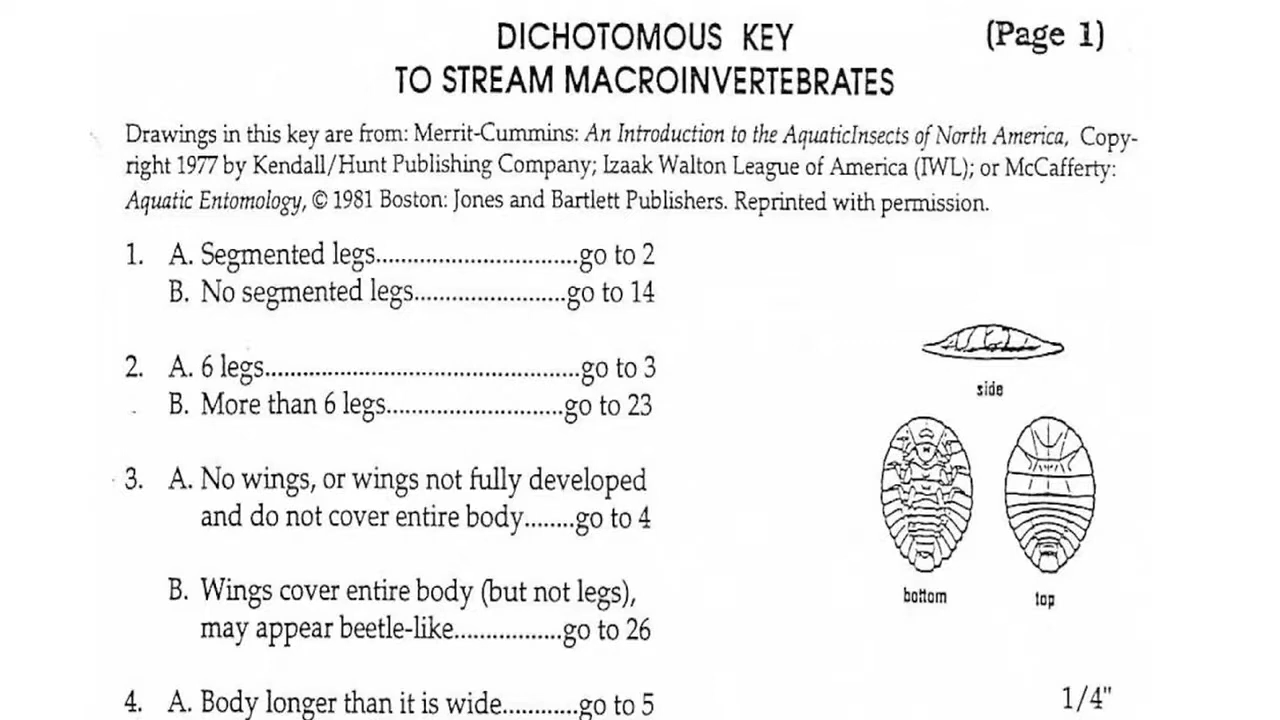 DICHOTOMOUS KEY (Page 1)
TO STREAM MACROINVERTEBRATES
Drawings in this key are from: Merrit-Cummins: An Introduction to the AquaticInsects of North America, Copy-
right 1977 by Kendall/Hunt Publishing Company; Izaak Walton League of America (IWL); or McCafferty:
Aquatic Entomology, © 1981 Boston: Jones and Bartlett Publishers. Reprinted with permission.
1. A. Segmented legs................................go to 2
B. No segmented legs........................go to 14
2. A. 6 legs..................................................go to 3
B. More than 6 legs............................go to 23
3. A. No wings, or wings not fully developed
and do not cover entire body........go to 4
B. Wings cover entire body (but not legs),
may appear beetle-like.................go to 26
4. A. Body longer than it is wide............go to 5
side
bottom
top
1/4"